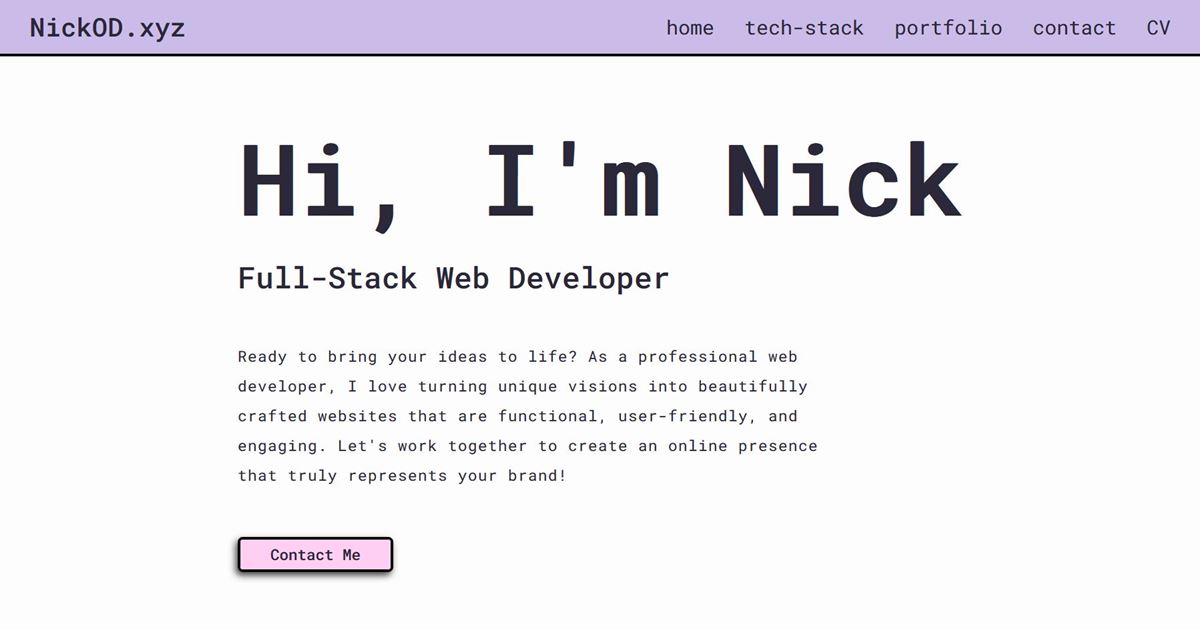 NickOD.xyz
home tech-stack portfolio contact CV
Hi, I'm Nick
Full-Stack Web Developer
Ready to bring your ideas to life? As a professional web
developer, I love turning unique visions into beautifully
crafted websites that are functional, user-friendly, and
engaging. Let's work together to create an online presence
that truly represents your brand!
Contact Me